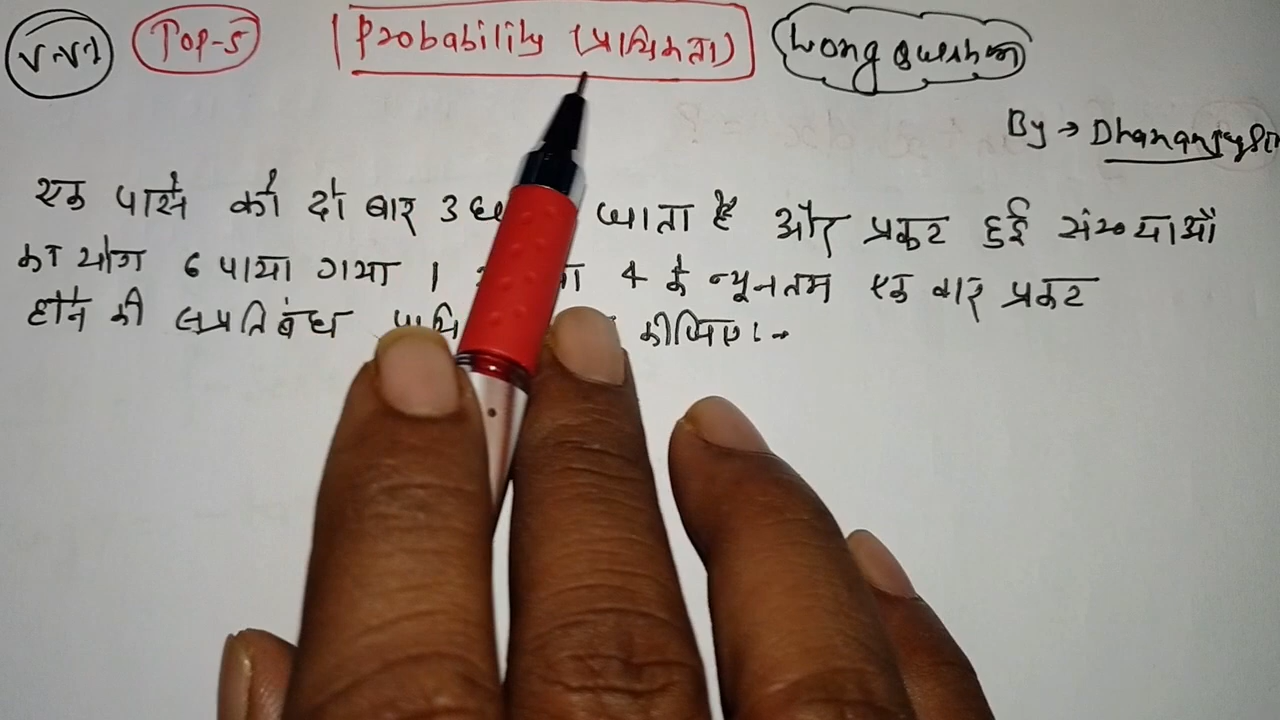 V.V.I Top-5 Probability (प्रायिकता) Long Question
By → Dhananjay
एक पासे को दो बार जाता है और प्रकट हुई संख्याओं
का योग 6 पाया गया । 4 के न्यूनतम एक बार प्रकट
होने की सप्रतिबंध कीजिए।→